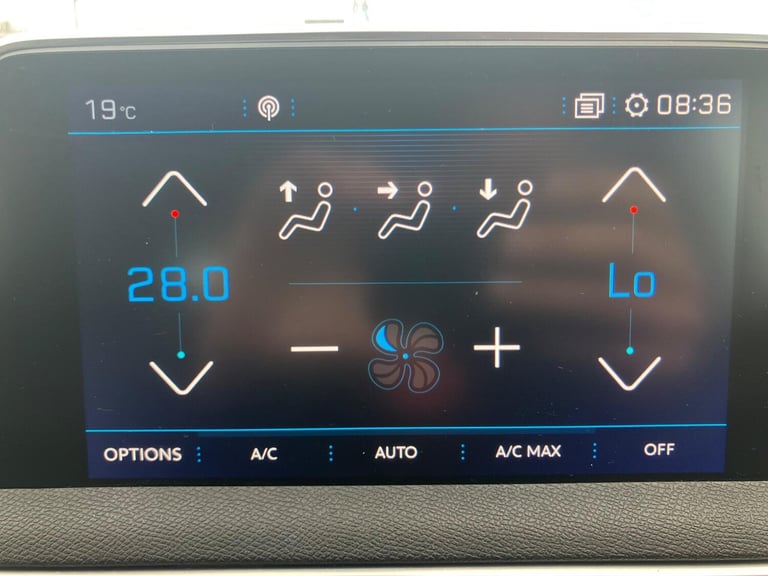 19°C 08:36
28.0 Lo
OPTIONS A/C AUTO A/C MAX OFF